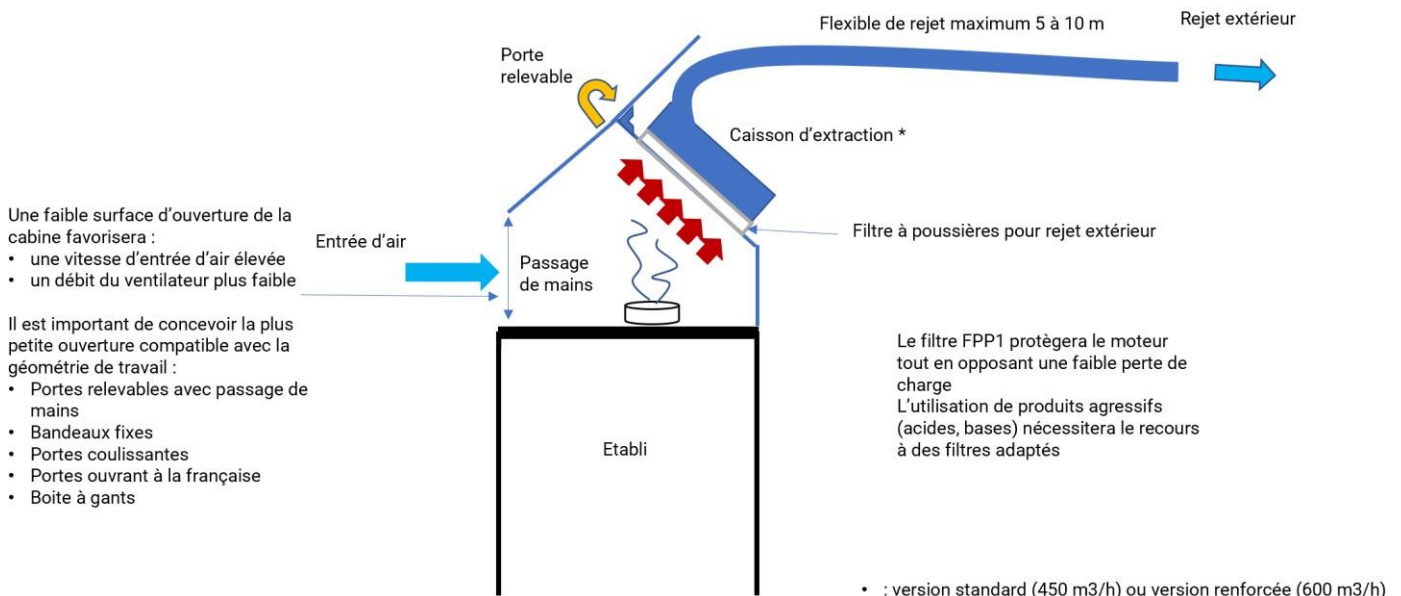 Flexible de rejet maximum 5 à 10 m
Rejet extérieur
Porte
relevable
Caisson d'extraction *
Une faible surface d'ouverture de la
cabine favorisera :
• une vitesse d'entrée d'air élevée
• un débit du ventilateur plus faible
Il est important de concevoir la plus
petite ouverture compatible avec la
géométrie de travail :
• Portes relevables avec passage de
mains
• Bandeaux fixes
• Portes coulissantes
• Portes ouvrant à la française
• Boite à gants
Entrée d'air
Passage
de mains
Filtre à poussières pour rejet extérieur
Etabli
Le filtre FPP1 protègera le moteur
tout en opposant une faible perte de
charge
L'utilisation de produits agressifs
(acides, bases) nécessitera le recours
à des filtres adaptés
• : version standard (450 m3/h) ou version renforcée (600 m3/h)